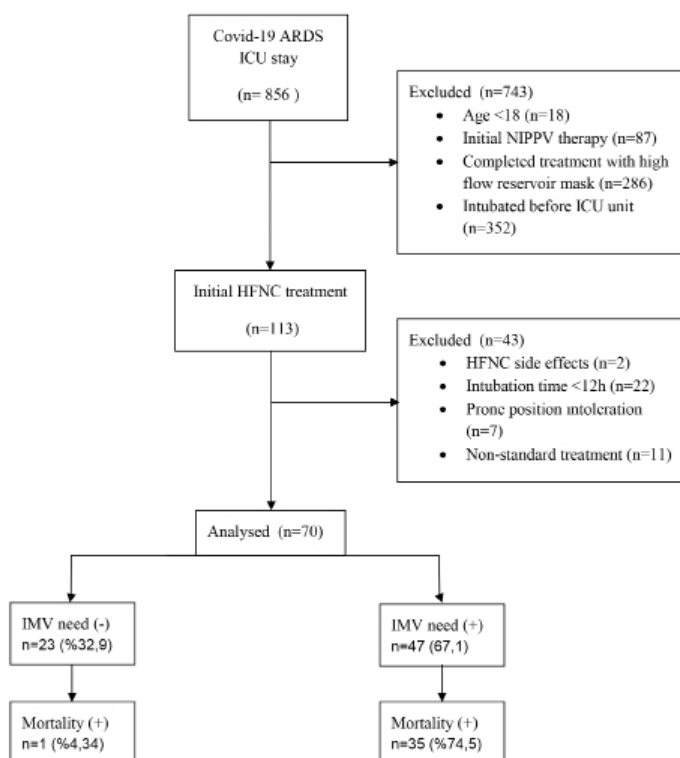 Covid-19 ARDS
ICU stay
(n= 856 )
Excluded (n=743)
• Age <18 (n=18)
• Initial NIPPV therapy (n=87)
• Completed treatment with high
flow reservoir mask (n=286)
• Intubated before ICU unit
(n=352)
Initial HFNC treatment
(n=113)
Excluded (n=43)
• HFNC side effects (n=2)
• Intubation time <12h (n=22)
• Prone position intoleration
(n=7)
• Non-standard treatment (n=11)
Analysed (n=70)
IMV need (-)
n=23 (%32,9)
IMV need (+)
n=47 (67,1)
Mortality (+)
n=1 (%4,34)
Mortality (+)
n=35 (%74,5)